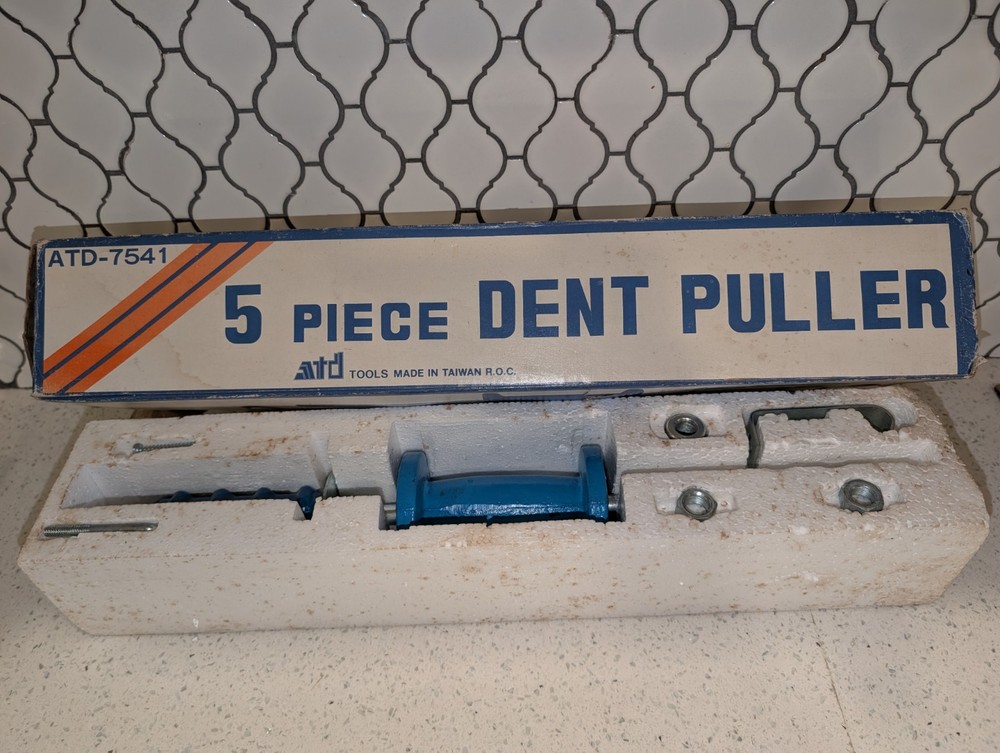 ATD-7541
5 PIECE DENT PULLER
atd TOOLS MADE IN TAIWAN R.O.C.